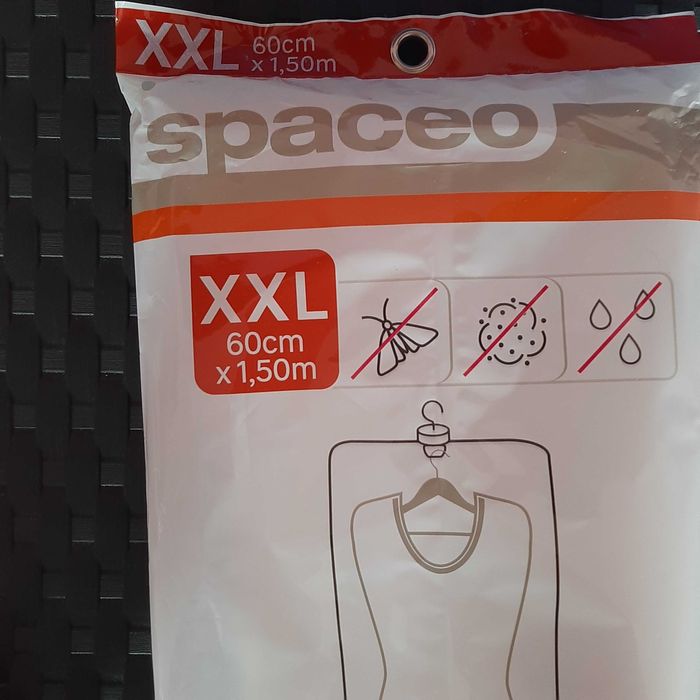 XXL 60cm
x 1,50m
spaceo
XXL
60cm
x 1,50m